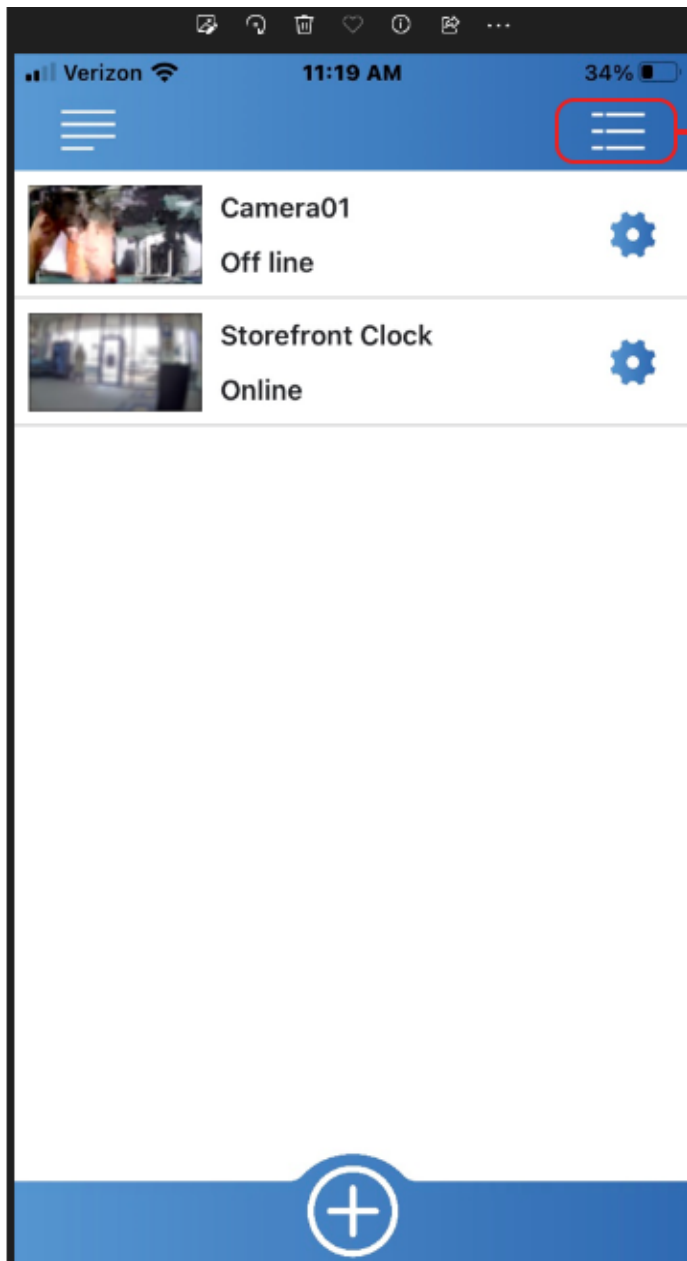 Verizon 11:19 AM 34%
Camera01
Off line
Storefront Clock
Online